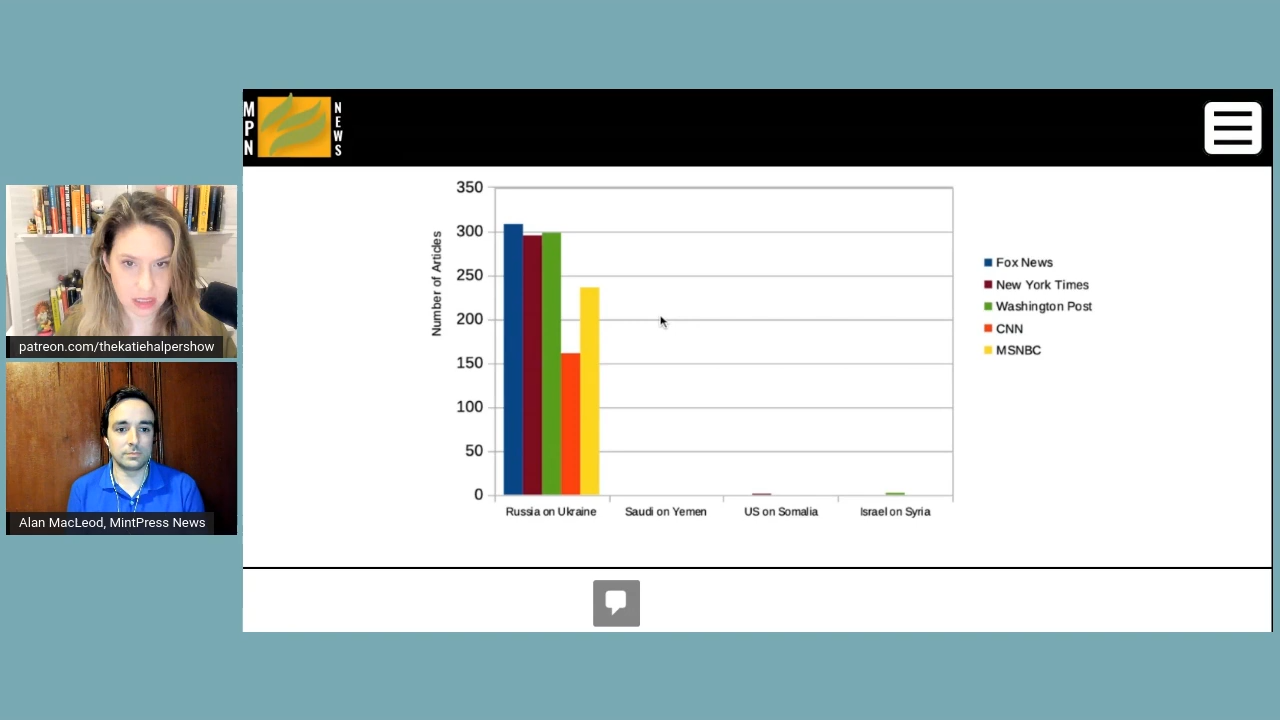 MPN
NEWS
patreon.com/thekatiehalpershow
Alan MacLeod, MintPress News
Number of Articles
350
300
250
200
150
100
50
0
Russia on Ukraine
Saudi on Yemen
US on Somalia
Israel on Syria
Fox News
New York Times
Washington Post
CNN
MSNBC